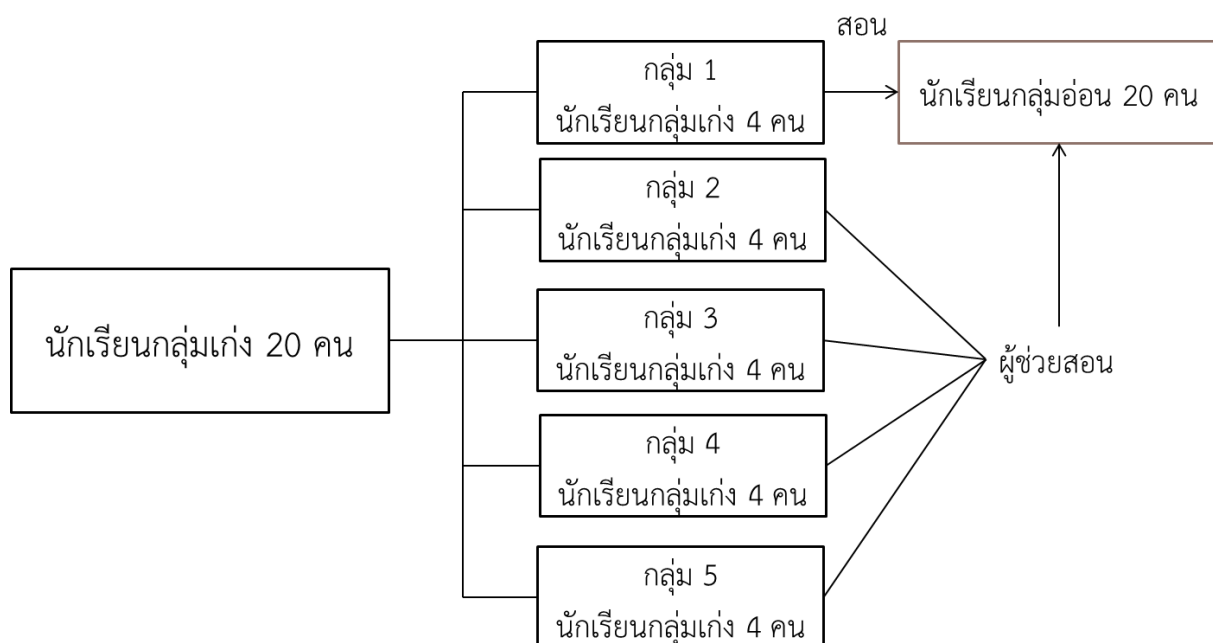 สอน
กลุ่ม 1
นักเรียนกลุ่มเก่ง 4 คน
นักเรียนกลุ่มอ่อน 20 คน
กลุ่ม 2
นักเรียนกลุ่มเก่ง 4 คน
นักเรียนกลุ่มเก่ง 20 คน
กลุ่ม 3
นักเรียนกลุ่มเก่ง 4 คน
ผู้ช่วยสอน
กลุ่ม 4
นักเรียนกลุ่มเก่ง 4 คน
กลุ่ม 5
นักเรียนกลุ่มเก่ง 4 คน